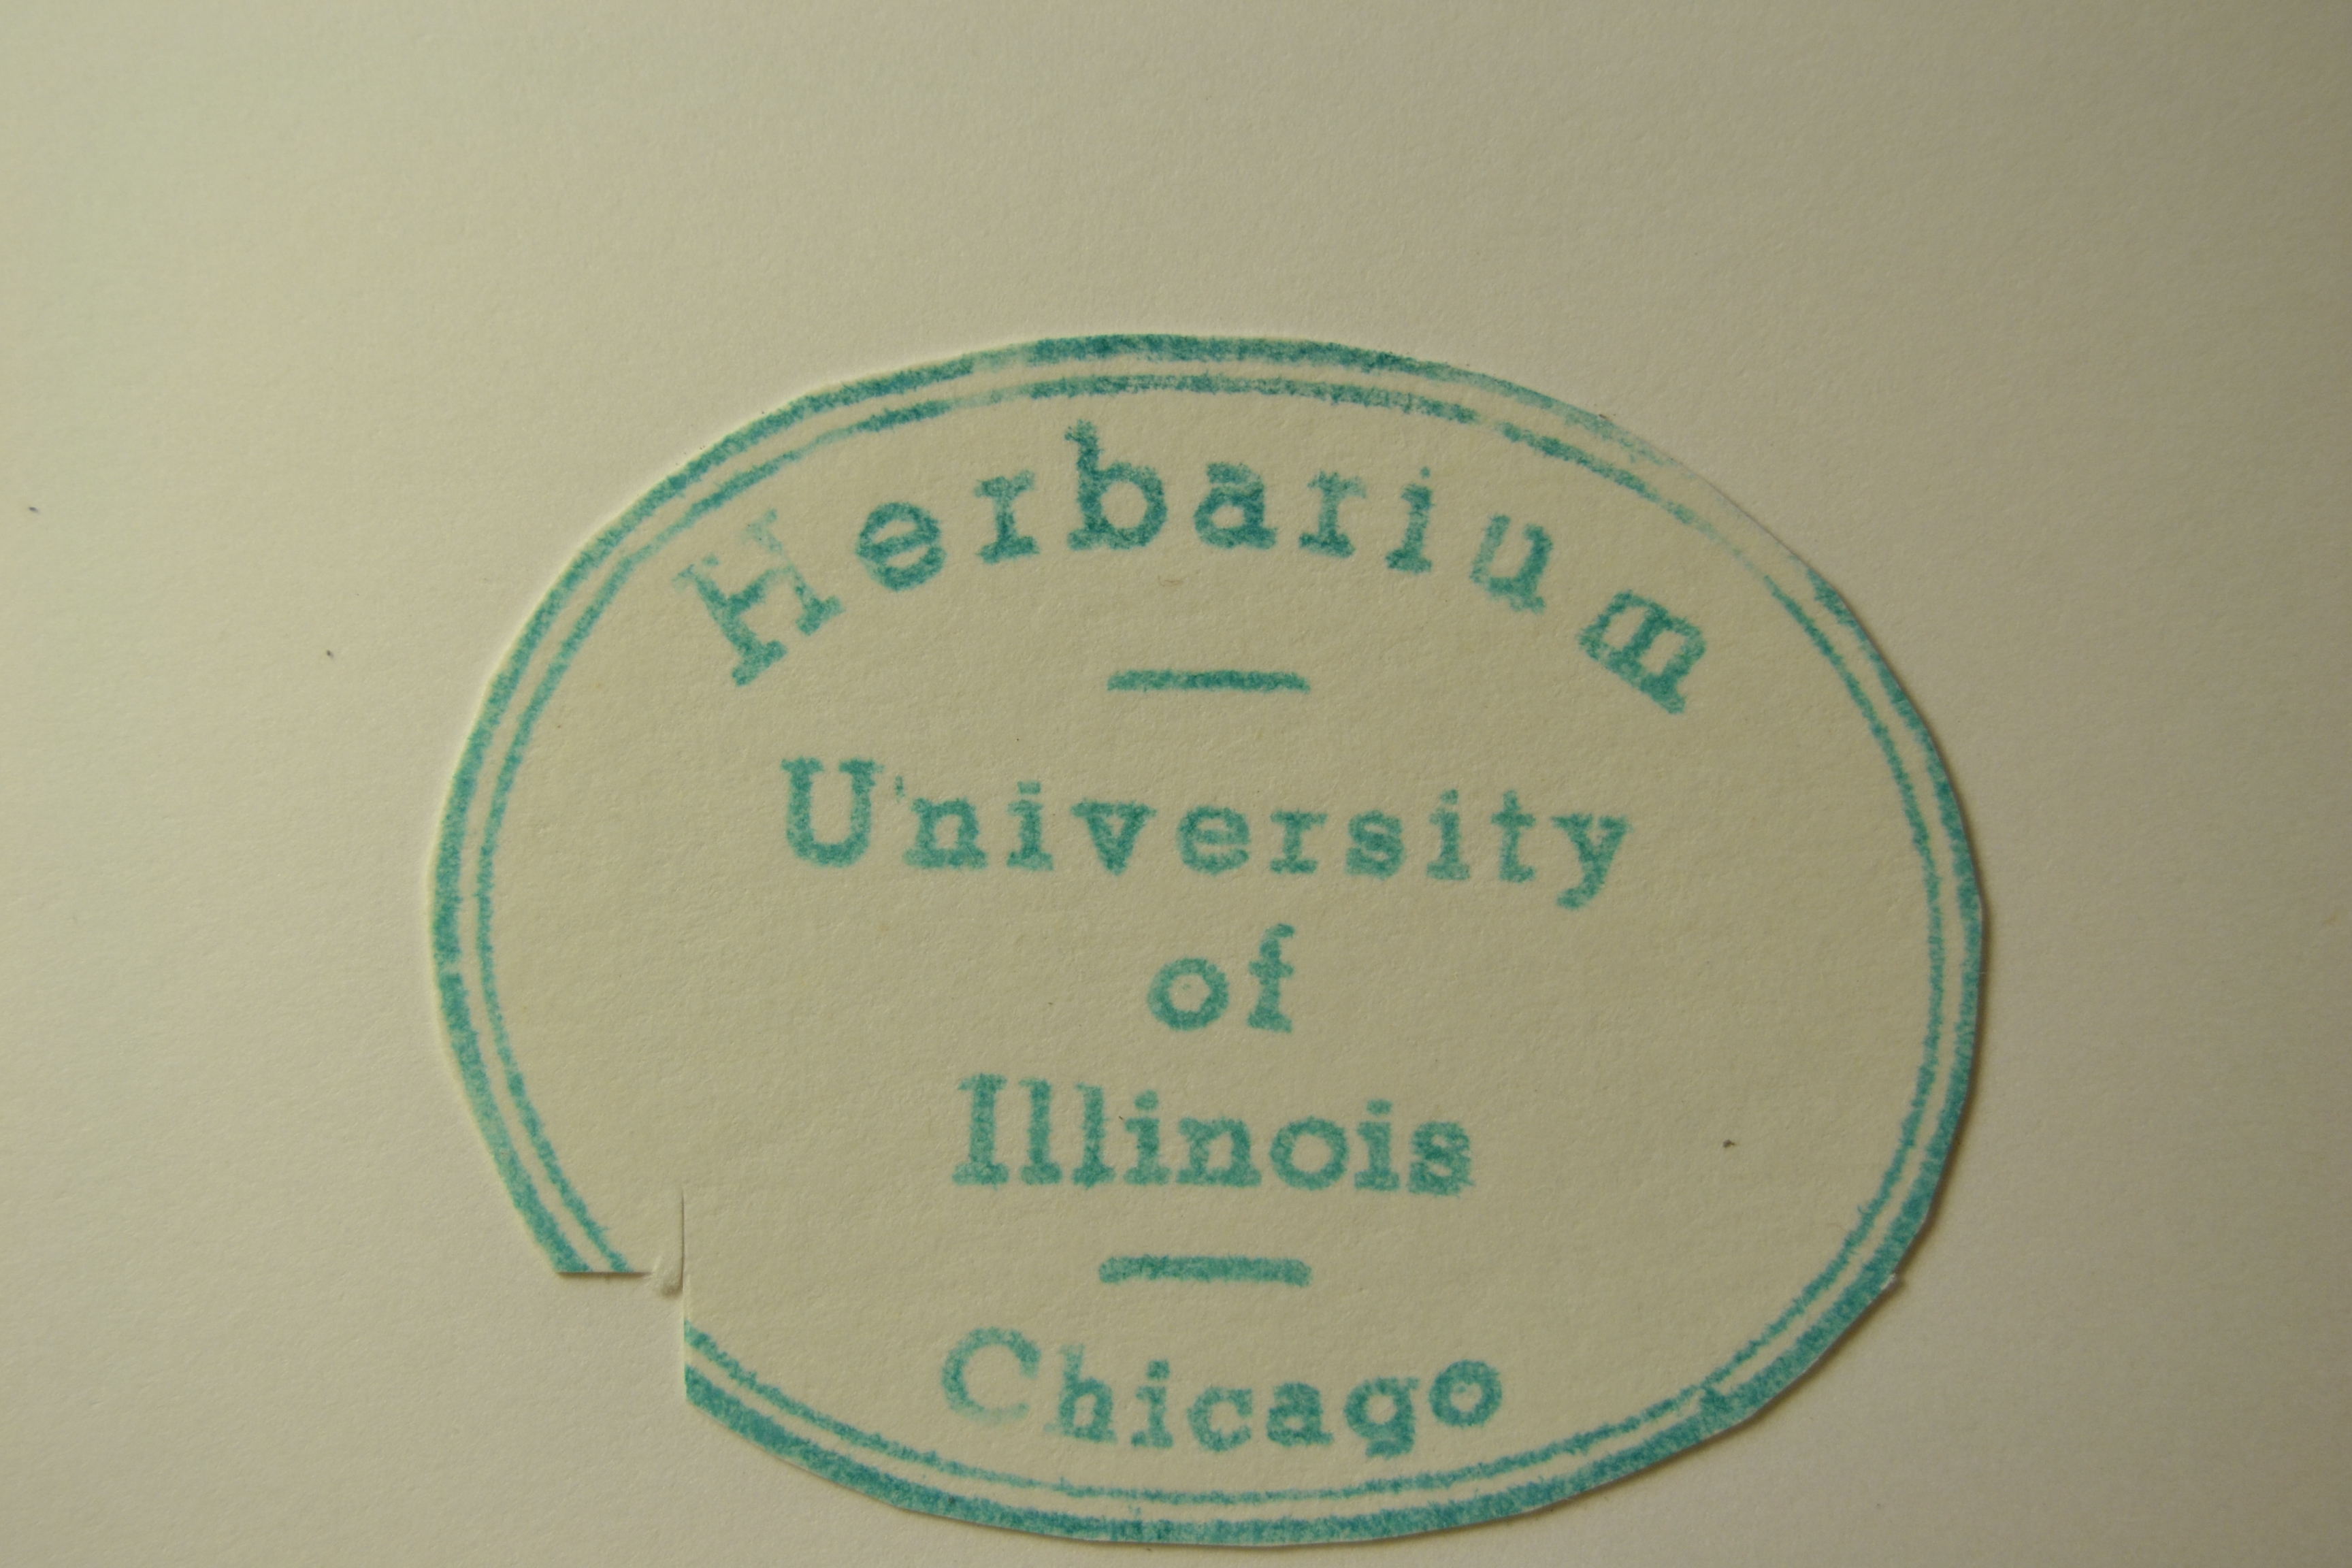 Herbarium
University
of
Illinois
Chicago